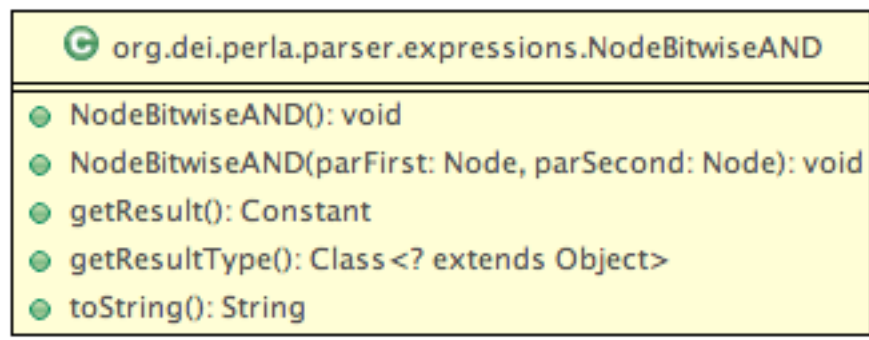 C org.dei.perla.parser.expressions.NodeBitwiseAND
NodeBitwiseAND(): void
NodeBitwiseAND(parFirst: Node, parSecond: Node): void
getResult(): Constant
getResultType(): Class<? extends Object>
toString(): String